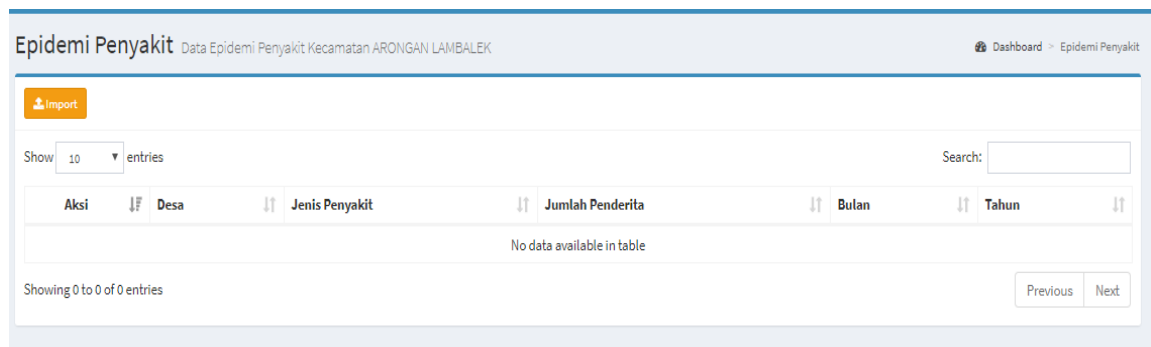 Epidemi Penyakit Data Epidemi Penyakit Kecamatan ARONGAN LAMBALEK
Dashboard > Epidemi Penyakit
Import
Show 10 entries
Search:
Aksi Desa Jenis Penyakit Jumlah Penderita Bulan Tahun
No data available in table
Showing 0 to 0 of 0 entries
Previous Next